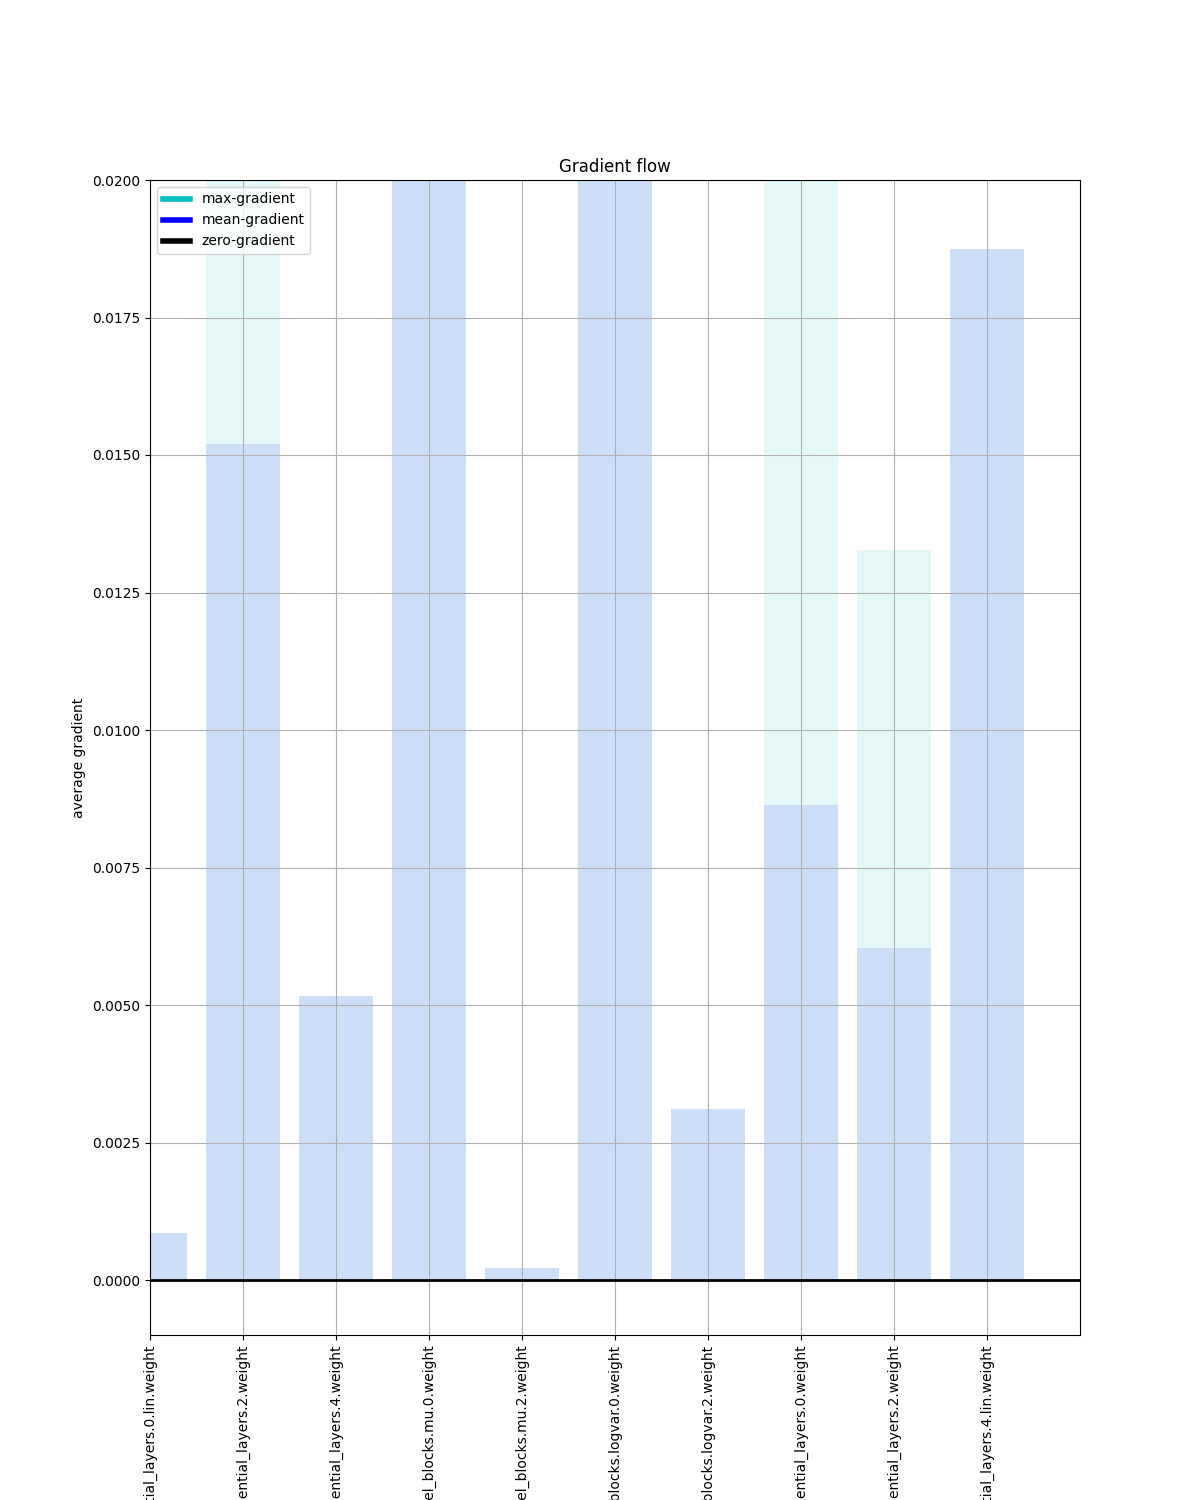 Gradient flow
max-gradient
mean-gradient
zero-gradient
0.0200
0.0175
0.0150
0.0125
0.0100
0.0075
0.0050
0.0025
0.0000
average gradient
tial_layers.0.lin.weight
ential_layers.2.weight
ential_layers.4.weight
el_blocks.mu.0.weight
el_blocks.mu.2.weight
blocks.logvar.0.weight
blocks.logvar.2.weight
ential_layers.0.weight
ential_layers.2.weight
tial_layers.4.lin.weight